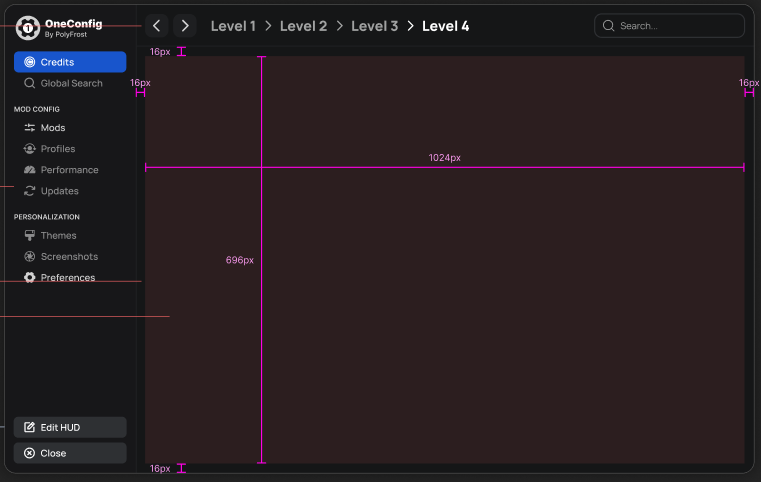 OneConfig
By PolyFrost
Level 1 > Level 2 > Level 3 > Level 4
Search...
Credits
Global Search
MOD CONFIG
Mods
Profiles
Performance
Updates
PERSONALIZATION
Themes
Screenshots
Preferences
Edit HUD
Close
16px
16px
16px
1024px
696px
16px